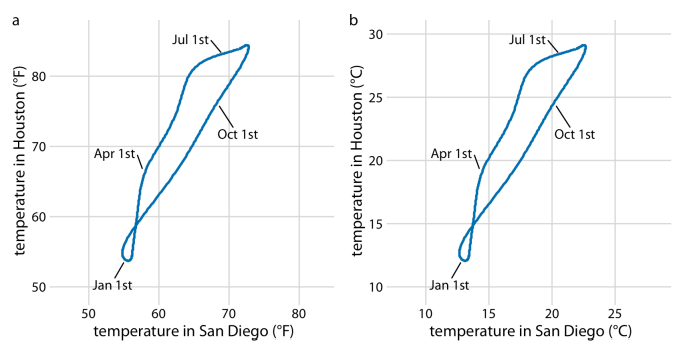 a
temperature in Houston (°F)
80
70
60
50
Jul 1st
Apr 1st
Oct 1st
Jan 1st
50 60 70 80
temperature in San Diego (°F)
b
temperature in Houston (°C)
30
25
20
15
10
Jul 1st
Apr 1st
Oct 1st
Jan 1st
10 15 20 25
temperature in San Diego (°C)